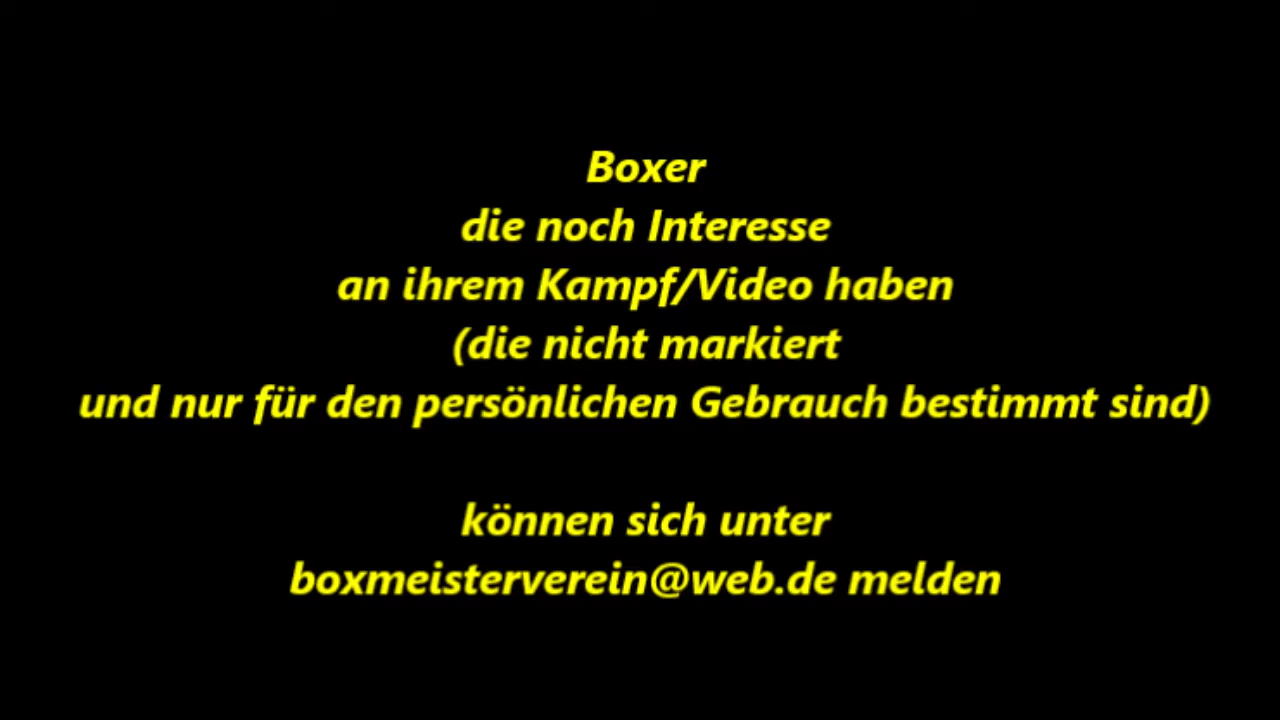 Boxer
die noch Interesse
an ihrem Kampf/Video haben
(die nicht markiert
und nur für den persönlichen Gebrauch bestimmt sind)
können sich unter
boxmeisterverein@web.de melden